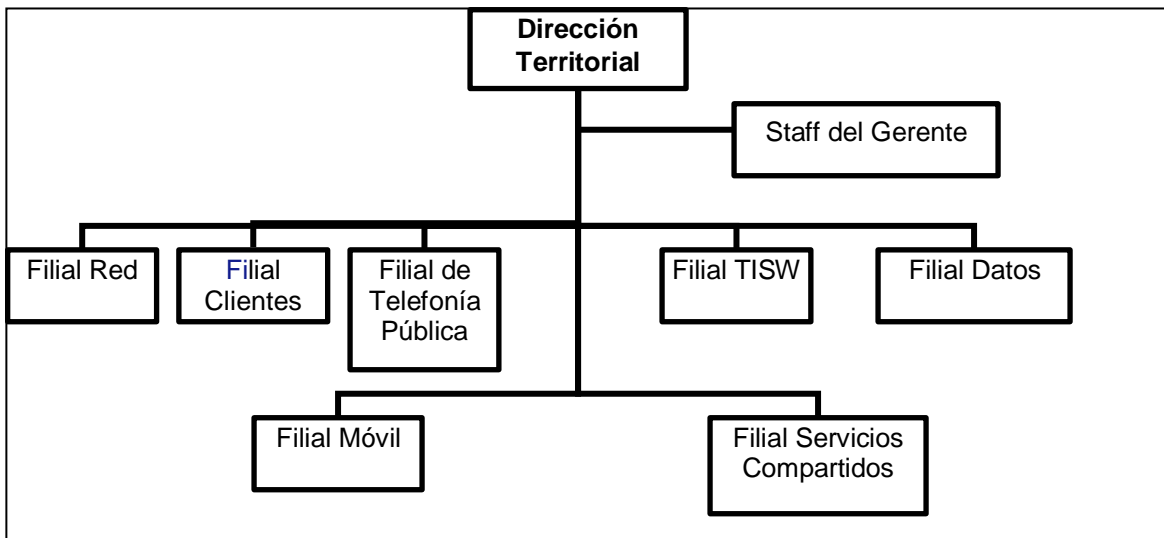 Dirección
Territorial
Staff del Gerente
Filial Red
Filial
Clientes
Filial de
Telefonía
Pública
Filial TISW
Filial Datos
Filial Móvil
Filial Servicios
Compartidos